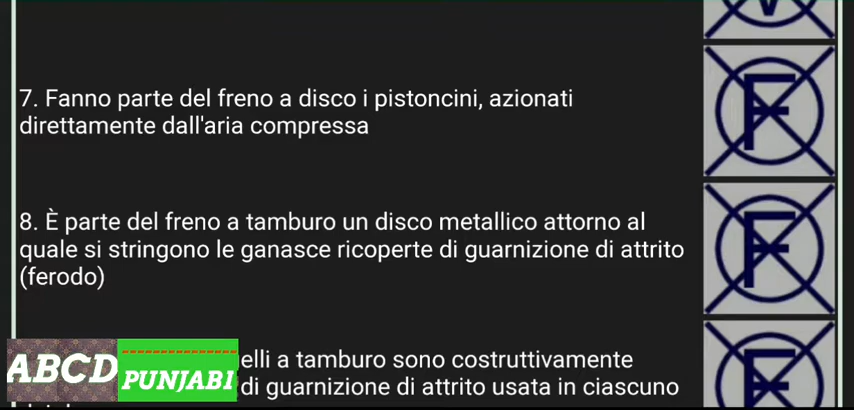 V
7. Fanno parte del freno a disco i pistoncini, azionati
direttamente dall'aria compressa
F
8. È parte del freno a tamburo un disco metallico attorno al
quale si stringono le ganasce ricoperte di guarnizione di attrito
(ferodo)
F
elli a tamburo sono costruttivamente
di guarnizione di attrito usata in ciascuno
F
ABCD PUNJABI